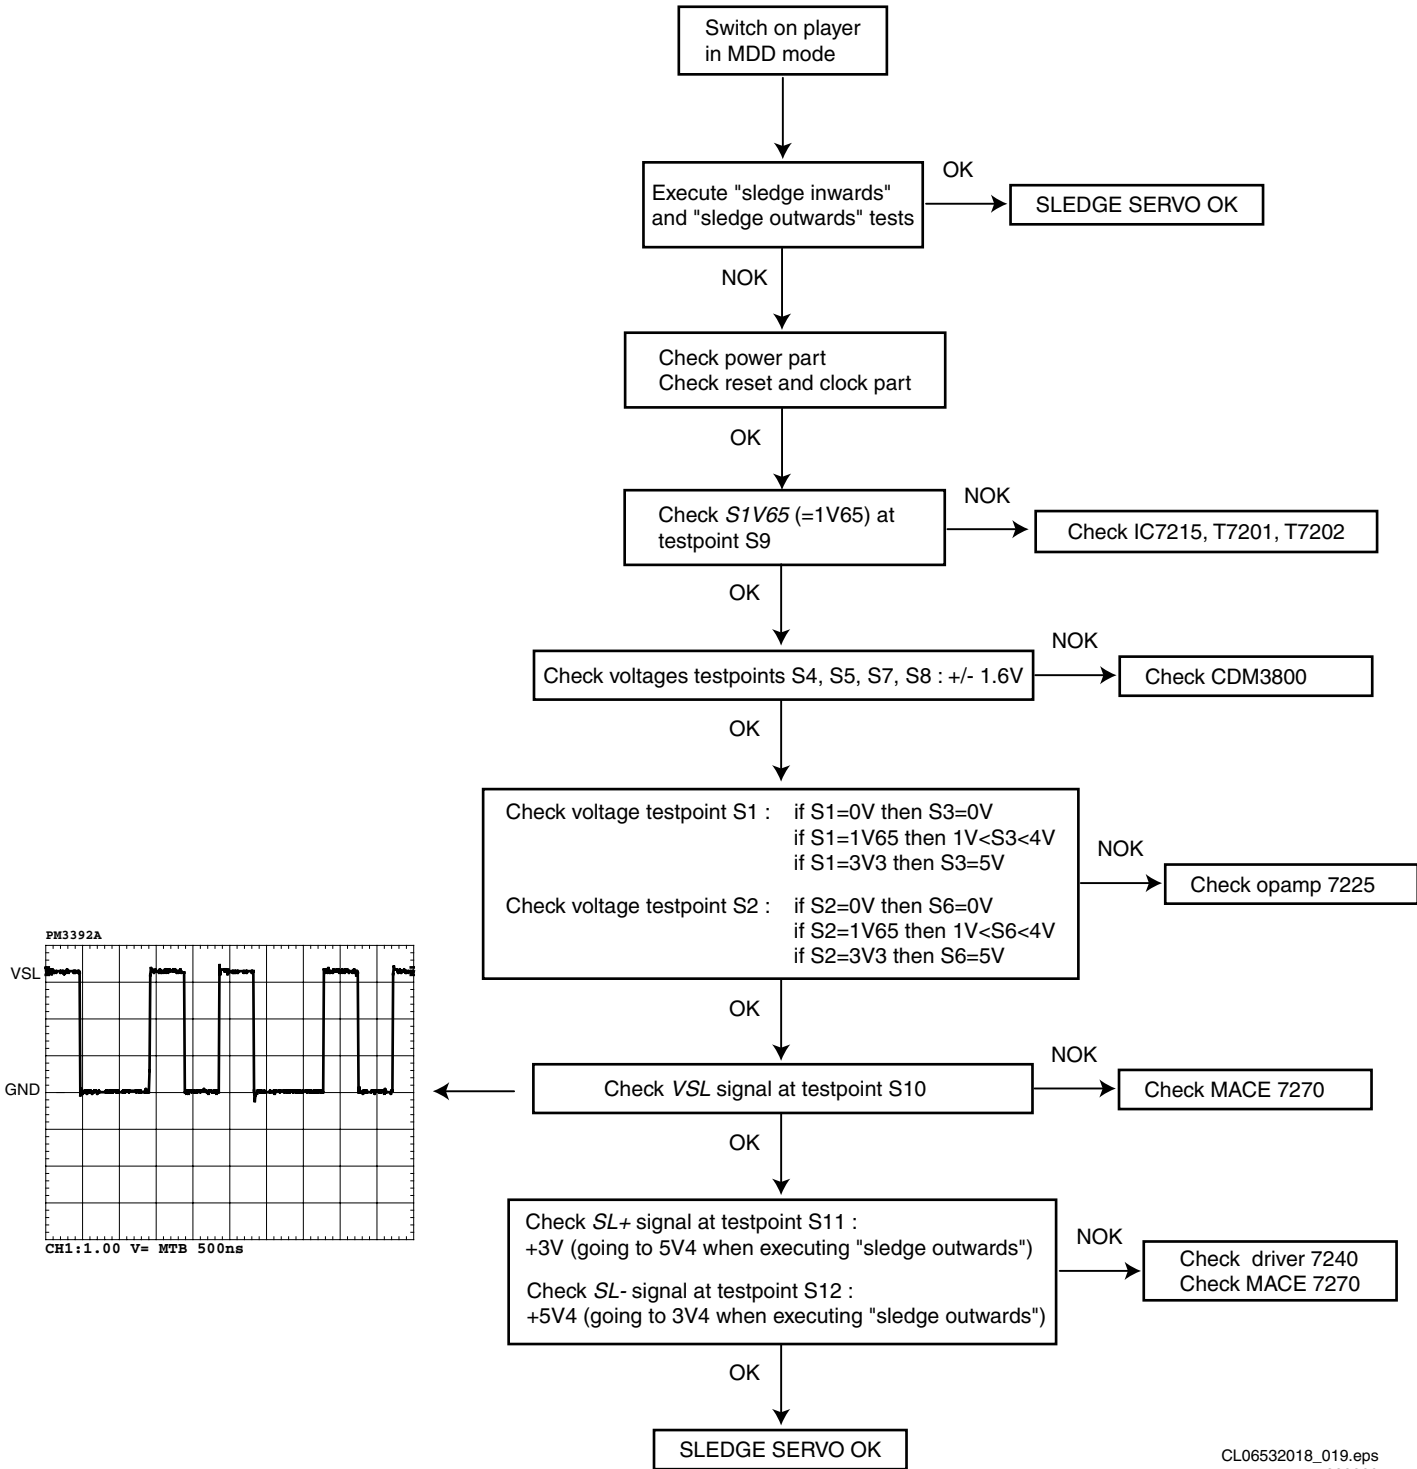 Switch on player
in MDD mode
Execute "sledge inwards"
and "sledge outwards" tests
OK
SLEDGE SERVO OK
NOK
Check power part
Check reset and clock part
OK
Check S1V65 (=1V65) at
testpoint S9
NOK
Check IC7215, T7201, T7202
OK
Check voltages testpoints S4, S5, S7, S8 : +/- 1.6V
NOK
Check CDM3800
OK
Check voltage testpoint S1 : if S1=0V then S3=0V
if S1=1V65 then 1V<S3<4V
if S1=3V3 then S3=5V
Check voltage testpoint S2 : if S2=0V then S6=0V
if S2=1V65 then 1V<S6<4V
if S2=3V3 then S6=5V
NOK
Check opamp 7225
OK
PM3392A
VSL
GND
CH1:1.00 V= MTB 500ns
Check VSL signal at testpoint S10
NOK
Check MACE 7270
OK
Check SL+ signal at testpoint S11 :
+3V (going to 5V4 when executing "sledge outwards")
Check SL- signal at testpoint S12 :
+5V4 (going to 3V4 when executing "sledge outwards")
NOK
Check driver 7240
Check MACE 7270
OK
SLEDGE SERVO OK
CL06532018_019.eps